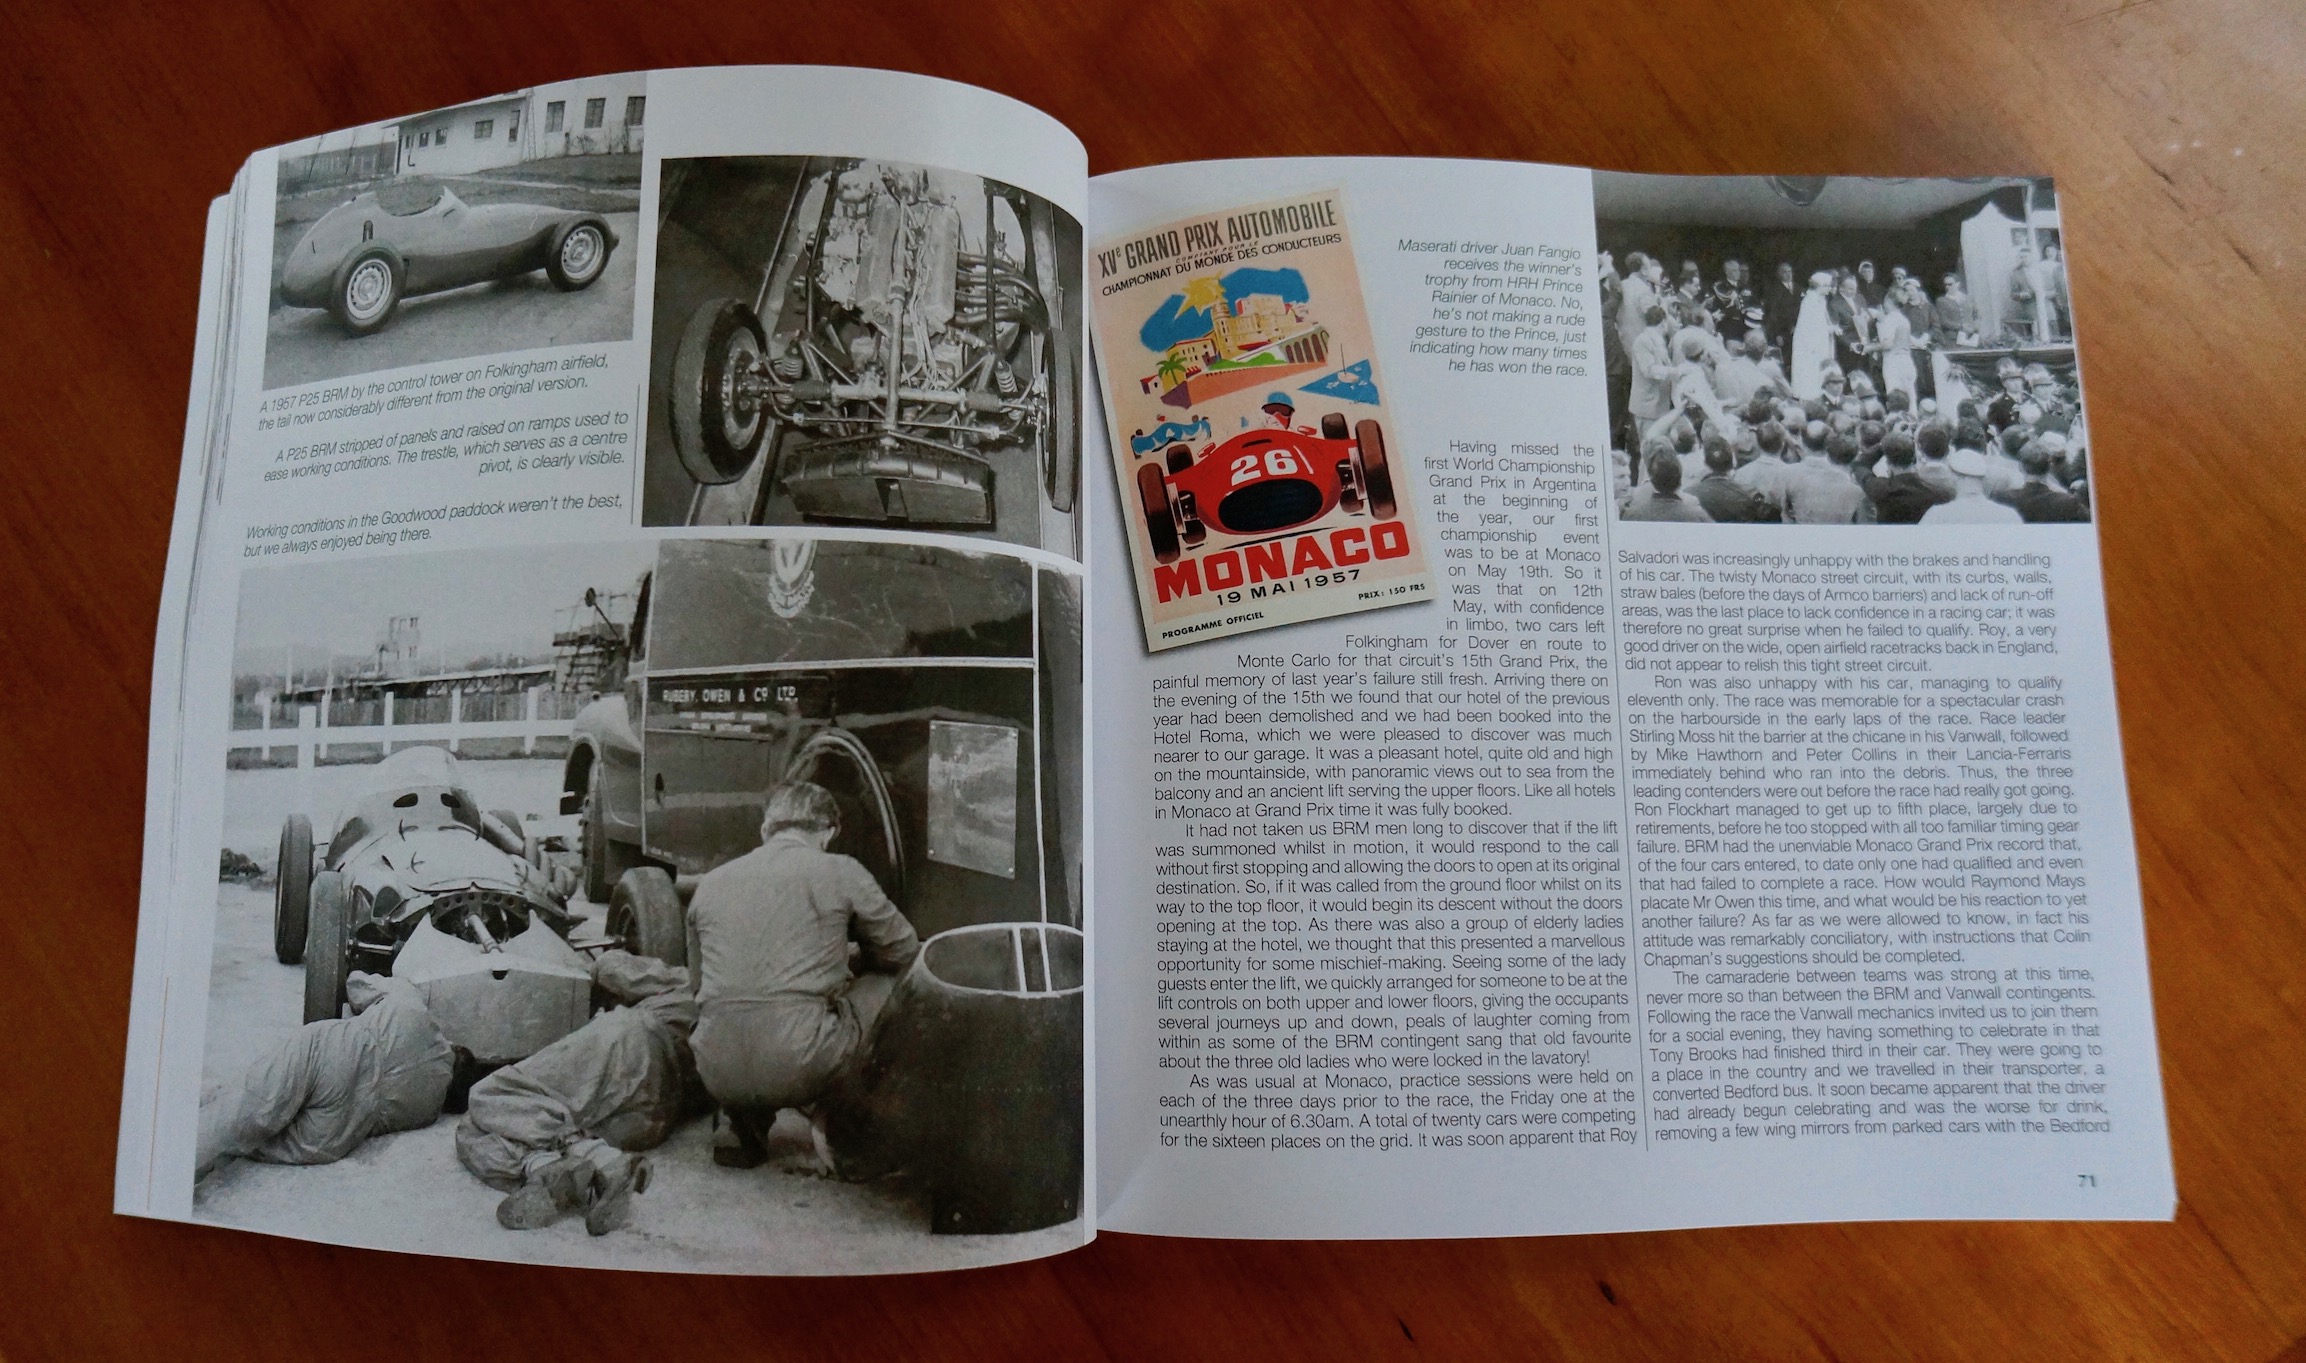 A 1957 P25 BRM by the control tower on Folkingham airfield,
the tail now considerably different from the original version.
A P25 BRM stripped of panels and raised on ramps used to
ease working conditions. The trestle, which serves as a centre
pivot, is clearly visible.
Working conditions in the Goodwood paddock weren't the best,
but we always enjoyed being there.
RUBERY, OWEN & Co LTD
XVe GRAND PRIX AUTOMOBILE
COMPTANT POUR LE
CHAMPIONNAT DU MONDE DES CONDUCTEURS
26
MONACO
19 MAI 1957
PRIX: 150 FRS
PROGRAMME OFFICIEL
Maserati driver Juan Fangio
receives the winner's
trophy from HRH Prince
Rainier of Monaco. No,
he's not making a rude
gesture to the Prince, just
indicating how many times
he has won the race.
Having missed the
first World Championship
Grand Prix in Argentina
at the beginning of
the year, our first
championship event
was to be at Monaco
on May 19th. So it
was that on 12th
May, with confidence
in limbo, two cars left
Folkingham for Dover en route to
Monte Carlo for that circuit's 15th Grand Prix, the
painful memory of last year's failure still fresh. Arriving there on
the evening of the 15th we found that our hotel of the previous
year had been demolished and we had been booked into the
Hotel Roma, which we were pleased to discover was much
nearer to our garage. It was a pleasant hotel, quite old and high
on the mountainside, with panoramic views out to sea from the
balcony and an ancient lift serving the upper floors. Like all hotels
in Monaco at Grand Prix time it was fully booked.
It had not taken us BRM men long to discover that if the lift
was summoned whilst in motion, it would respond to the call
without first stopping and allowing the doors to open at its original
destination. So, if it was called from the ground floor whilst on its
way to the top floor, it would begin its descent without the doors
opening at the top. As there was also a group of elderly ladies
staying at the hotel, we thought that this presented a marvellous
opportunity for some mischief-making. Seeing some of the lady
guests enter the lift, we quickly arranged for someone to be at the
lift controls on both upper and lower floors, giving the occupants
several journeys up and down, peals of laughter coming from
within as some of the BRM contingent sang that old favourite
about the three old ladies who were locked in the lavatory!
As was usual at Monaco, practice sessions were held on
each of the three days prior to the race, the Friday one at the
unearthly hour of 6.30am. A total of twenty cars were competing
for the sixteen places on the grid. It was soon apparent that Roy
Salvadori was increasingly unhappy with the brakes and handling
of his car. The twisty Monaco street circuit, with its curbs, walls,
straw bales (before the days of Armco barriers) and lack of run-off
areas, was the last place to lack confidence in a racing car; it was
therefore no great surprise when he failed to qualify. Roy, a very
good driver on the wide, open airfield racetracks back in England,
did not appear to relish this tight street circuit.
Ron was also unhappy with his car, managing to qualify
eleventh only. The race was memorable for a spectacular crash
on the harbourside in the early laps of the race. Race leader
Stirling Moss hit the barrier at the chicane in his Vanwall, followed
by Mike Hawthorn and Peter Collins in their Lancia-Ferraris
immediately behind who ran into the debris. Thus, the three
leading contenders were out before the race had really got going.
Ron Flockhart managed to get up to fifth place, largely due to
retirements, before he too stopped with all too familiar timing gear
failure. BRM had the unenviable Monaco Grand Prix record that,
of the four cars entered, to date only one had qualified and even
that had failed to complete a race. How would Raymond Mays
placate Mr Owen this time, and what would be his reaction to yet
another failure? As far as we were allowed to know, in fact his
attitude was remarkably conciliatory, with instructions that Colin
Chapman's suggestions should be completed.
The camaraderie between teams was strong at this time,
never more so than between the BRM and Vanwall contingents.
Following the race the Vanwall mechanics invited us to join them
for a social evening, they having something to celebrate in that
Tony Brooks had finished third in their car. They were going to
a place in the country and we travelled in their transporter, a
converted Bedford bus. It soon became apparent that the driver
had already begun celebrating and was the worse for drink,
removing a few wing mirrors from parked cars with the Bedford
71